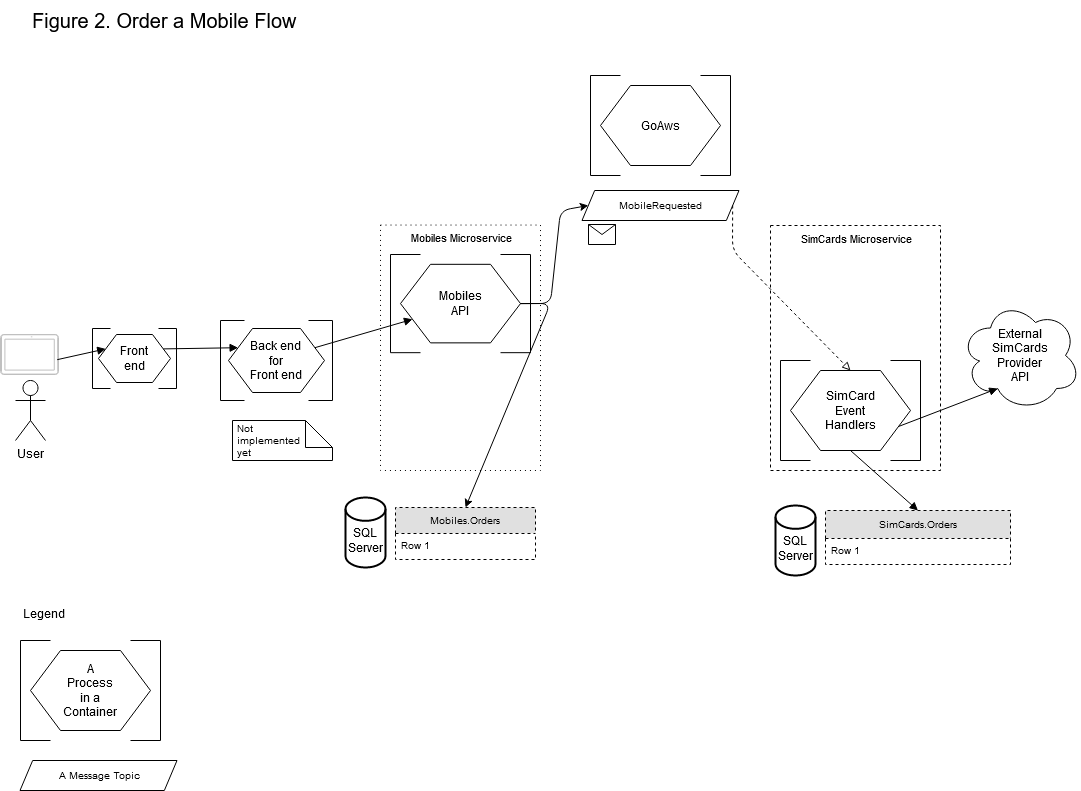 Figure 2. Order a Mobile Flow
GoAws
MobileRequested
Mobiles Microservice
SimCards Microservice
Mobiles
API
External
SimCards
Provider
API
Front
end
Back end
for
Front end
SimCard
Event
Handlers
Not
implemented
yet
User
SQL
Server
Mobiles.Orders
Row 1
SQL
Server
SimCards.Orders
Row 1
Legend
A
Process
in a
Container
A Message Topic